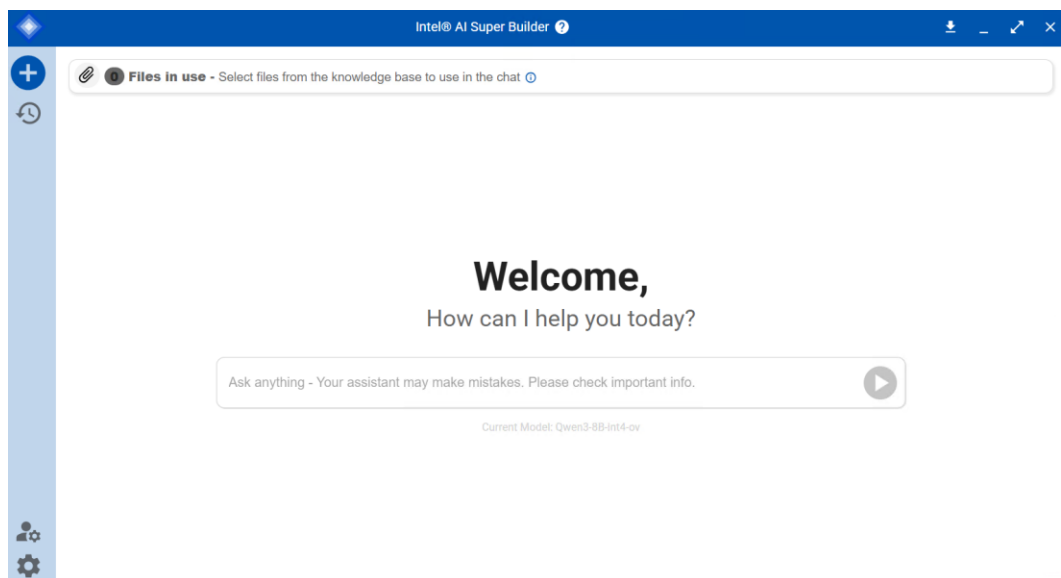 Intel® AI Super Builder ?
0 Files in use - Select files from the knowledge base to use in the chat
Welcome,
How can I help you today?
Ask anything - Your assistant may make mistakes. Please check important info.
Current Model: Qwen3-8B-int4-ov